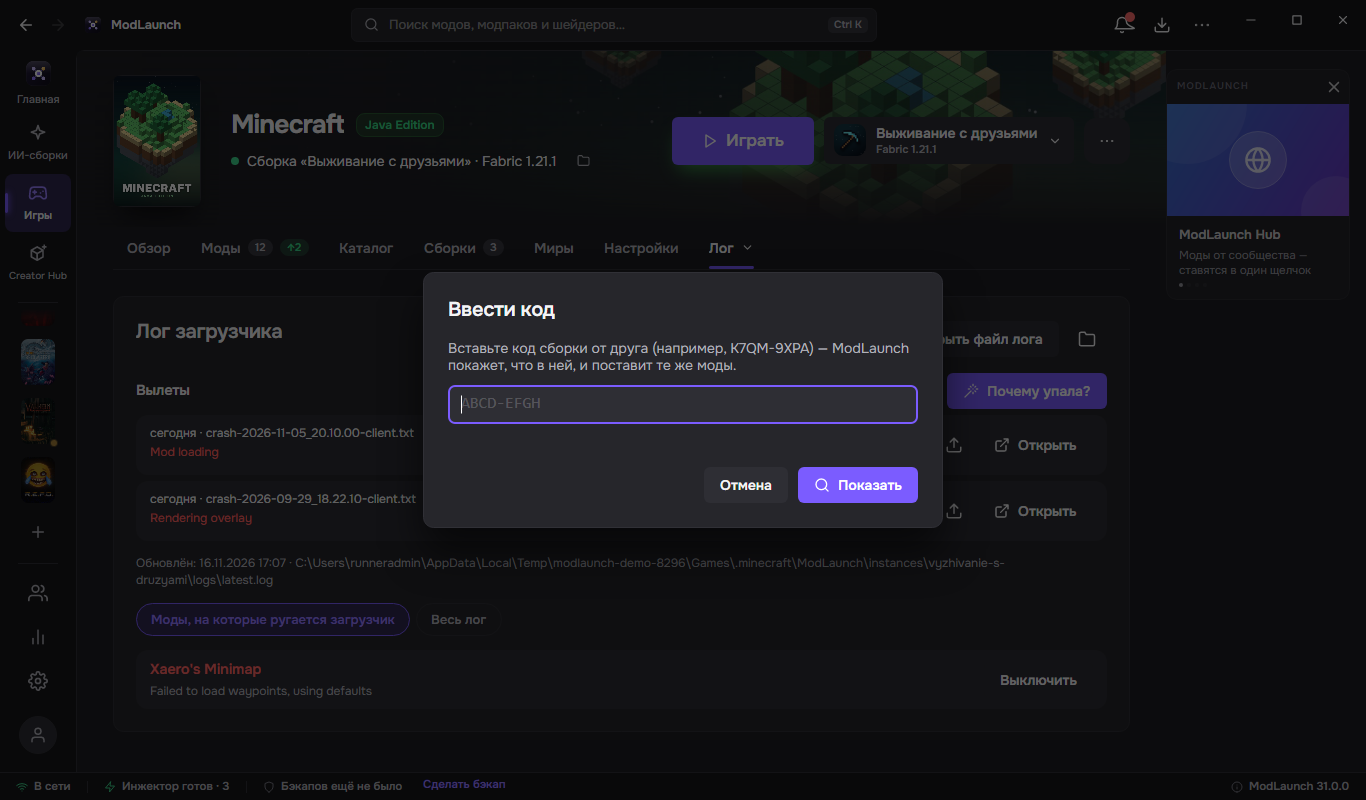 ModLaunch
Поиск модов, модпаков и шейдеров...
Ctrl K
Главная
ИИ-сборки
Игры
Creator Hub
MINECRAFT
Minecraft
Java Edition
Сборка «Выживание с друзьями» · Fabric 1.21.1
Играть
Выживание с друзьями
Fabric 1.21.1
MODLAUNCH
ModLaunch Hub
Моды от сообщества —
ставятся в один щелчок
Обзор
Моды 12 ↑2
Каталог
Сборки 3
Миры
Настройки
Лог
Лог загрузчика
ыть файл лога
Вылеты
Почему упала?
сегодня · crash-2026-11-05_20.10.00-client.txt
Mod loading
Открыть
сегодня · crash-2026-09-29_18.22.10-client.txt
Rendering overlay
Открыть
Ввести код
Вставьте код сборки от друга (например, K7QM-9XPA) — ModLaunch
покажет, что в ней, и поставит те же моды.
ABCD-EFGH
Отмена
Показать
Обновлён: 16.11.2026 17:07 · C:\Users\runneradmin\AppData\Local\Temp\modlaunch-demo-8296\Games\.minecraft\ModLaunch\instances\vyzhivanie-s-
druzyami\logs\latest.log
Моды, на которые ругается загрузчик
Весь лог
Xaero's Minimap
Failed to load waypoints, using defaults
Выключить
В сети
Инжектор готов · 3
Бэкапов ещё не было
Сделать бэкап
ModLaunch 31.0.0